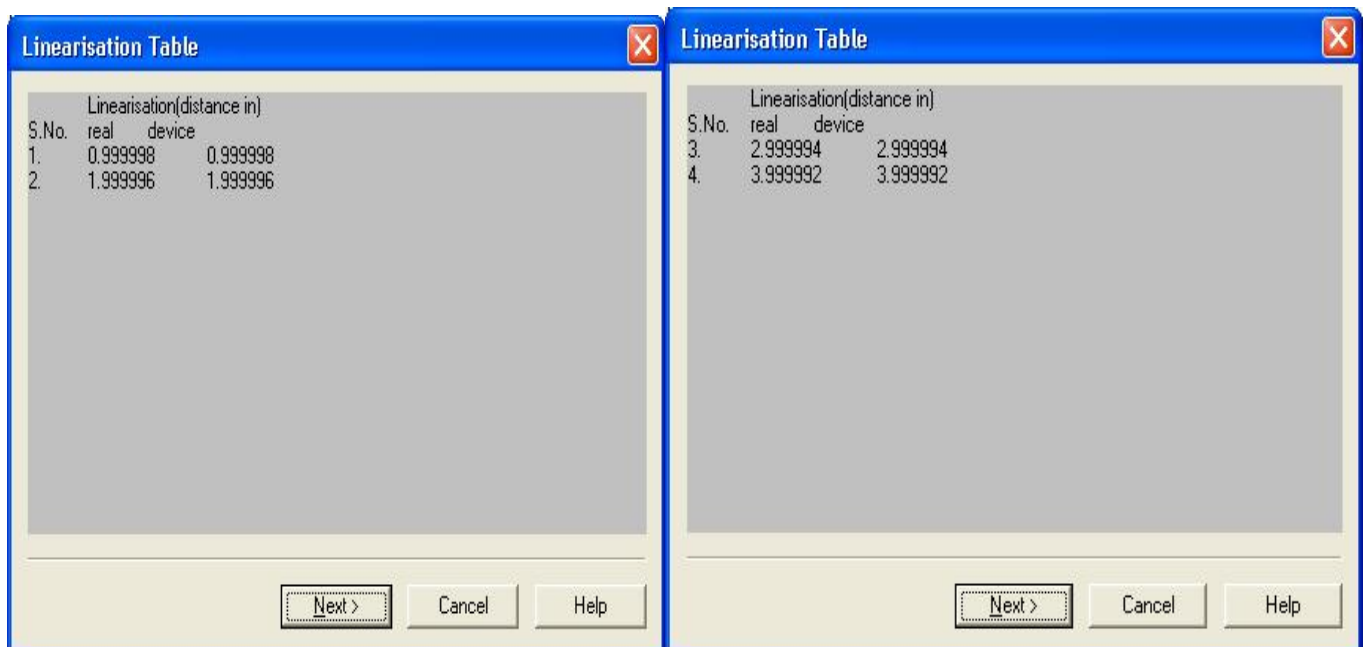 Linearisation Table
Linearisation(distance in)
S.No. real device
1. 0.999998 0.999998
2. 1.999996 1.999996
Next >
Cancel
Help
Linearisation Table
Linearisation(distance in)
S.No. real device
3. 2.999994 2.999994
4. 3.999992 3.999992
Next >
Cancel
Help